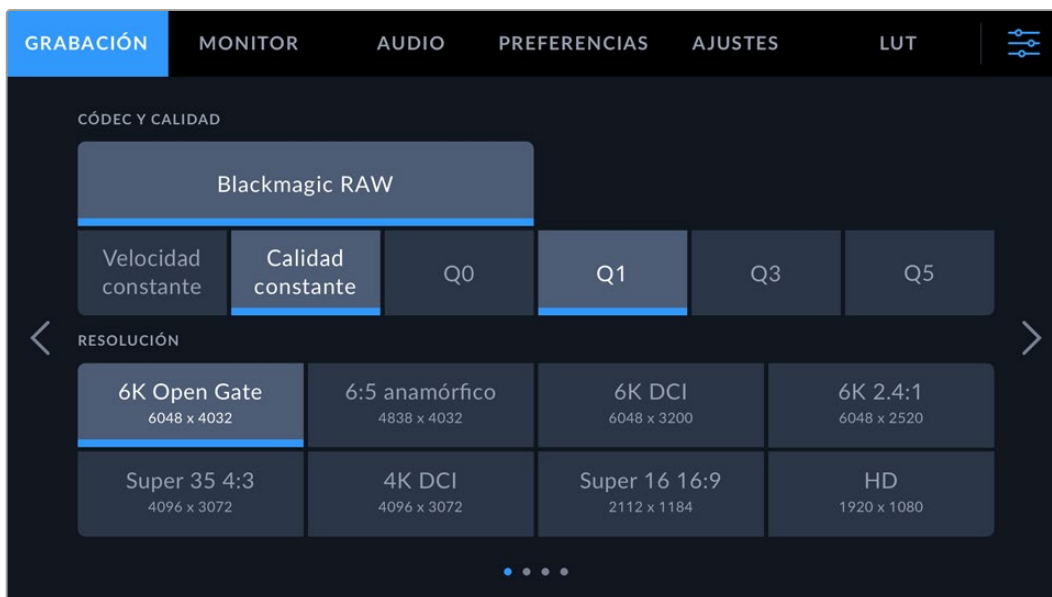 GRABACIÓN MONITOR AUDIO PREFERENCIAS AJUSTES LUT
CÓDEC Y CALIDAD
Blackmagic RAW
Velocidad constante
Calidad constante
Q0
Q1
Q3
Q5
RESOLUCIÓN
6K Open Gate
6048 x 4032
6:5 anamórfico
4838 x 4032
6K DCI
6048 x 3200
6K 2.4:1
6048 x 2520
Super 35 4:3
4096 x 3072
4K DCI
4096 x 3072
Super 16 16:9
2112 x 1184
HD
1920 x 1080